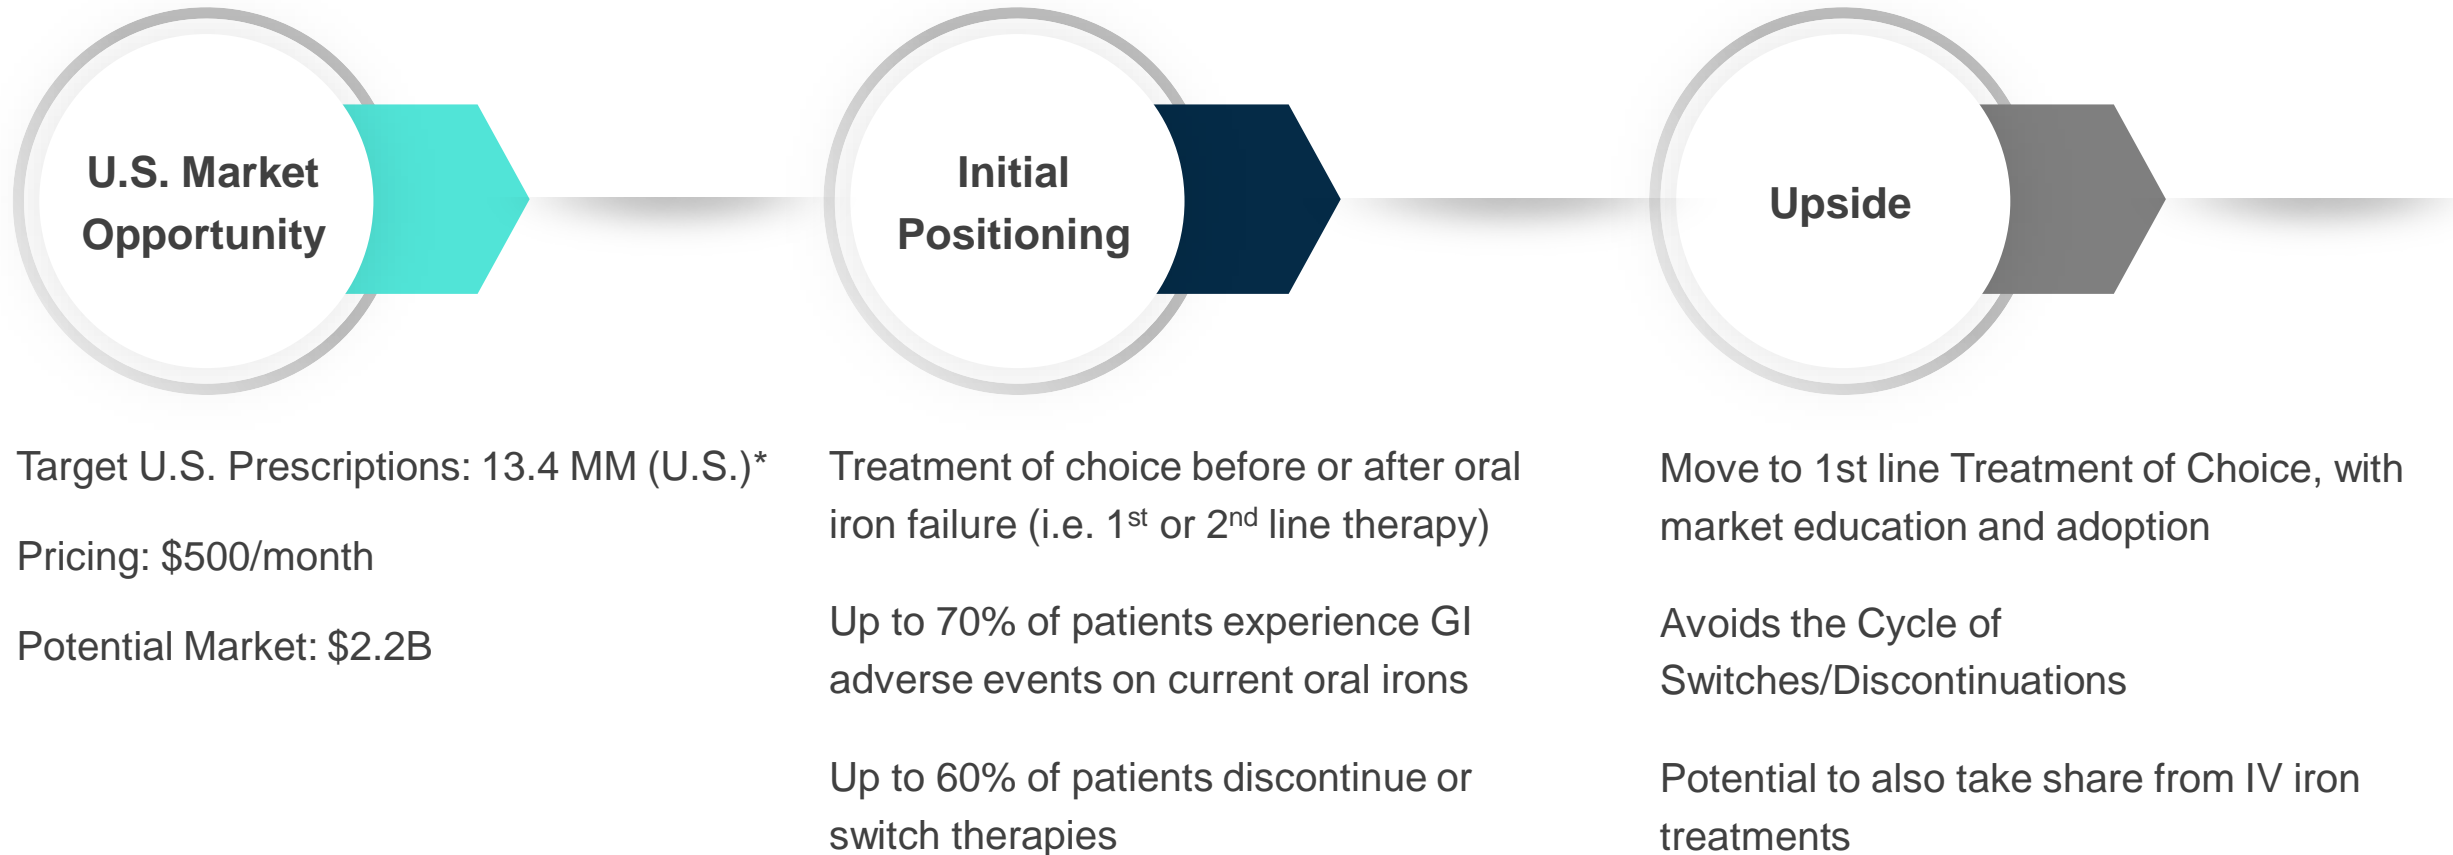 U.S. Market
Opportunity
Target U.S. Prescriptions: 13.4 MM (U.S.)*
Pricing: $500/month
Potential Market: $2.2B
Initial
Positioning
Treatment of choice before or after oral
iron failure (i.e. 1st or 2nd line therapy)
Up to 70% of patients experience GI
adverse events on current oral irons
Up to 60% of patients discontinue or
switch therapies
Upside
Move to 1st line Treatment of Choice, with
market education and adoption
Avoids the Cycle of
Switches/Discontinuations
Potential to also take share from IV iron
treatments